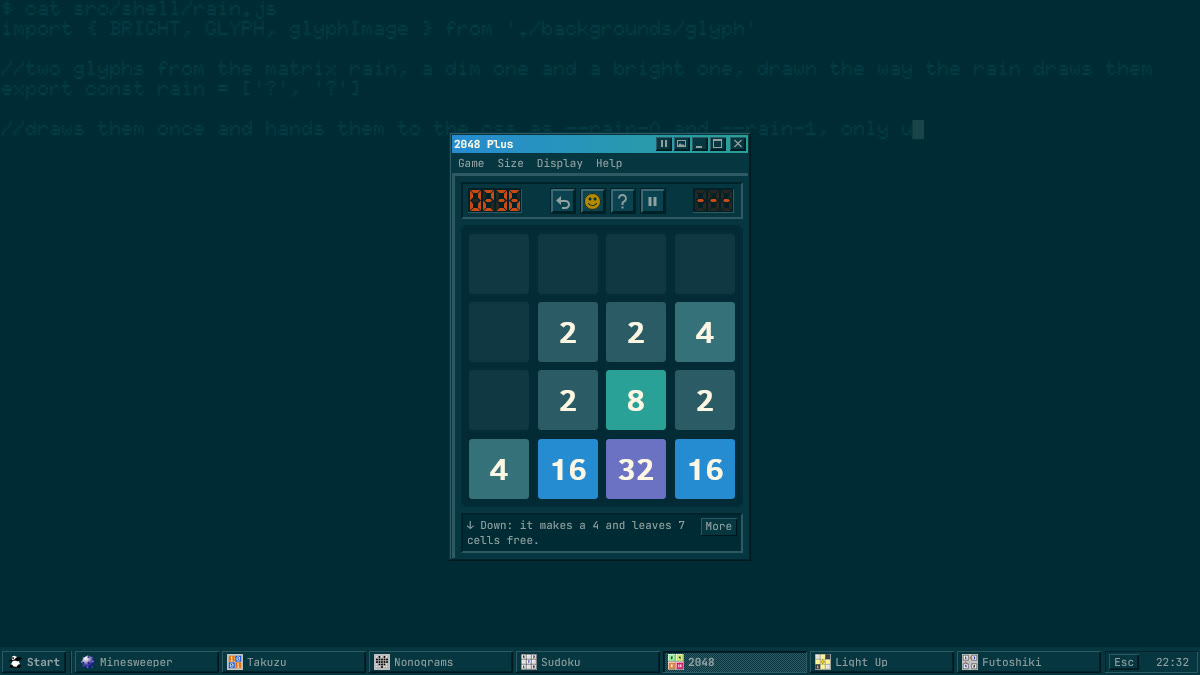 $ cat src/shell/rain.js
import { BRIGHT, GLYPH, glyphImage } from './backgrounds/glyph'
//two glyphs from the matrix rain, a dim one and a bright one, drawn the way the rain draws them
export const rain = ['?', '?']
//draws them once and hands them to the css as --rain-0 and --rain-1, only u
2048 Plus
Game Size Display Help
0236 ? ---
2 2 4
2 8 2
4 16 32 16
↓ Down: it makes a 4 and leaves 7 More
cells free.
Start Minesweeper Takuzu Nonograms Sudoku 2048 Light Up Futoshiki Esc 22:32